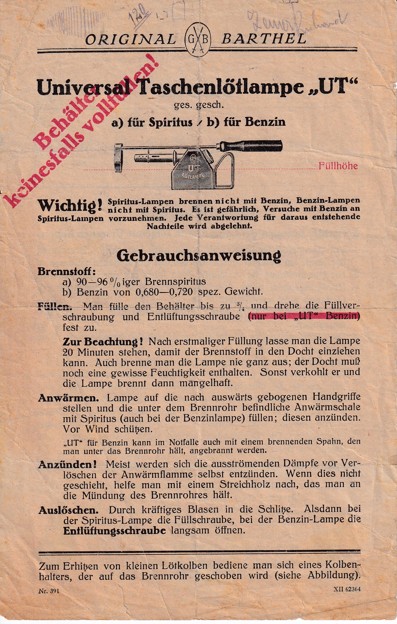 ORIGINAL GB BARTHEL
Universal Taschenlötlampe „UT“
ges. gesch.
a) für Spiritus / b) für Benzin
Behälter
keinesfalls vollfüllen!
UT
Füllhöhe
Wichtig! Spiritus-Lampen brennen nicht mit Benzin, Benzin-Lampen
nicht mit Spiritus. Es ist gefährlich, Versuche mit Benzin an
Spiritus-Lampen vorzunehmen. Jede Verantwortung für daraus entstehende
Nachteile wird abgelehnt.
Gebrauchsanweisung
Brennstoff:
a) 90—96 % iger Brennspiritus
b) Benzin von 0,680—0,720 spez. Gewicht.
Füllen. Man fülle den Behälter bis zu ¾ und drehe die Füllver-
schraubung und Entlüftungsschraube (nur bei „UT“ Benzin)
fest zu.
Zur Beachtung! Nach erstmaliger Füllung lasse man die Lampe
20 Minuten stehen, damit der Brennstoff in den Docht einziehen
kann. Auch brenne man die Lampe nie ganz aus; der Docht muß
noch eine gewisse Feuchtigkeit enthalten. Sonst verkohlt er und
die Lampe brennt dann mangelhaft.
Anwärmen. Lampe auf die nach auswärts gebogenen Handgriffe
stellen und die unter dem Brennrohr befindliche Anwärmschale
mit Spiritus (auch bei der Benzinlampe) füllen; diesen anzünden.
Vor Wind schützen.
„UT“ für Benzin kann im Notfalle auch mit einem brennenden Spahn, den
man unter das Brennrohr hält, angebrannt werden.
Anzünden! Meist werden sich die ausströmenden Dämpfe vor Ver-
löschen der Anwärmflamme selbst entzünden. Wenn dies nicht
geschieht, helfe man mit einem Streichholz nach, das man an
die Mündung des Brennrohres hält.
Auslöschen. Durch kräftiges Blasen in die Schlitze. Alsdann bei
der Spiritus-Lampe die Füllschraube, bei der Benzin-Lampe die
Entlüftungsschraube langsam öffnen.
Zum Erhitzen von kleinen Lötkolben bediene man sich eines Kolben-
halters, der auf das Brennrohr geschoben wird (siehe Abbildung).
Nr. 891 XII 62364